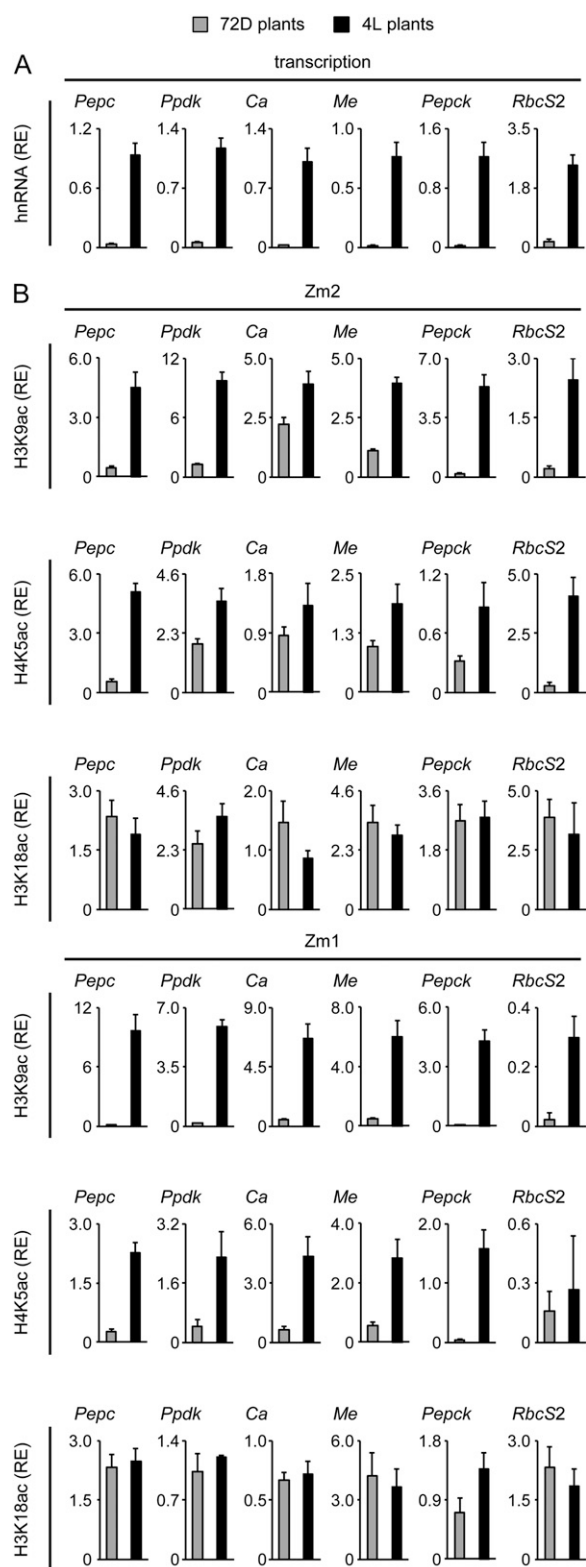 72D plants 4L plants
A
transcription
Pepc Ppdk Ca Me Pepck RbcS2
hnRNA (RE)
1.2 1.4 1.4 1.0 1.6 3.5
0.6 0.7 0.7 0.5 0.8 2.6
0 0 0 0 0 0
B
Zm2
Pepc Ppdk Ca Me Pepck RbcS2
H3K9ac (RE)
6.0 12 5.0 5.0 7.0 3.0
3.0 6 2.5 2.5 3.5 1.5
0 0 0 0 0 0
Pepc Ppdk Ca Me Pepck RbcS2
H4K5ac (RE)
6.0 4.6 1.8 2.5 1.2 5.0
3.0 2.3 0.9 1.3 0.6 2.5
0 0 0 0 0 0
Pepc Ppdk Ca Me Pepck RbcS2
H3K18ac (RE)
3.0 4.6 2.0 4.6 3.6 5.0
1.5 2.3 1.0 2.3 1.8 2.5
0 0 0 0 0 0
Zm1
Pepc Ppdk Ca Me Pepck RbcS2
H3K9ac (RE)
12 7.0 9.0 8.0 6.0 0.4
6 3.5 4.5 4.0 3.0 0.2
0 0 0 0 0 0
Pepc Ppdk Ca Me Pepck RbcS2
H4K5ac (RE)
3.0 3.2 6.0 4.0 2.0 0.6
1.5 1.6 3.0 2.0 1.0 0.3
0 0 0 0 0 0
Pepc Ppdk Ca Me Pepck RbcS2
H3K18ac (RE)
3.0 1.4 1.0 6.0 1.8 3.0
1.5 0.7 0.5 3.0 0.9 1.5
0 0 0 0 0 0